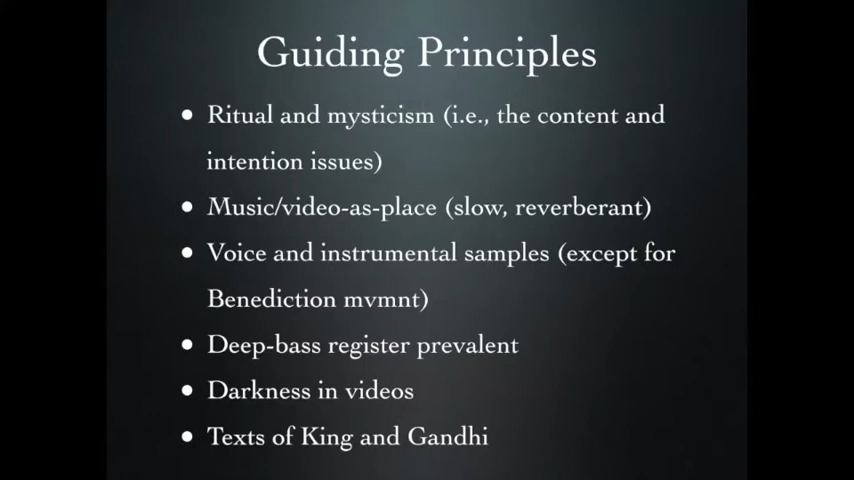 Guiding Principles
• Ritual and mysticism (i.e., the content and
intention issues)
• Music/video-as-place (slow, reverberant)
• Voice and instrumental samples (except for
Benediction mvmnt)
• Deep-bass register prevalent
• Darkness in videos
• Texts of King and Gandhi